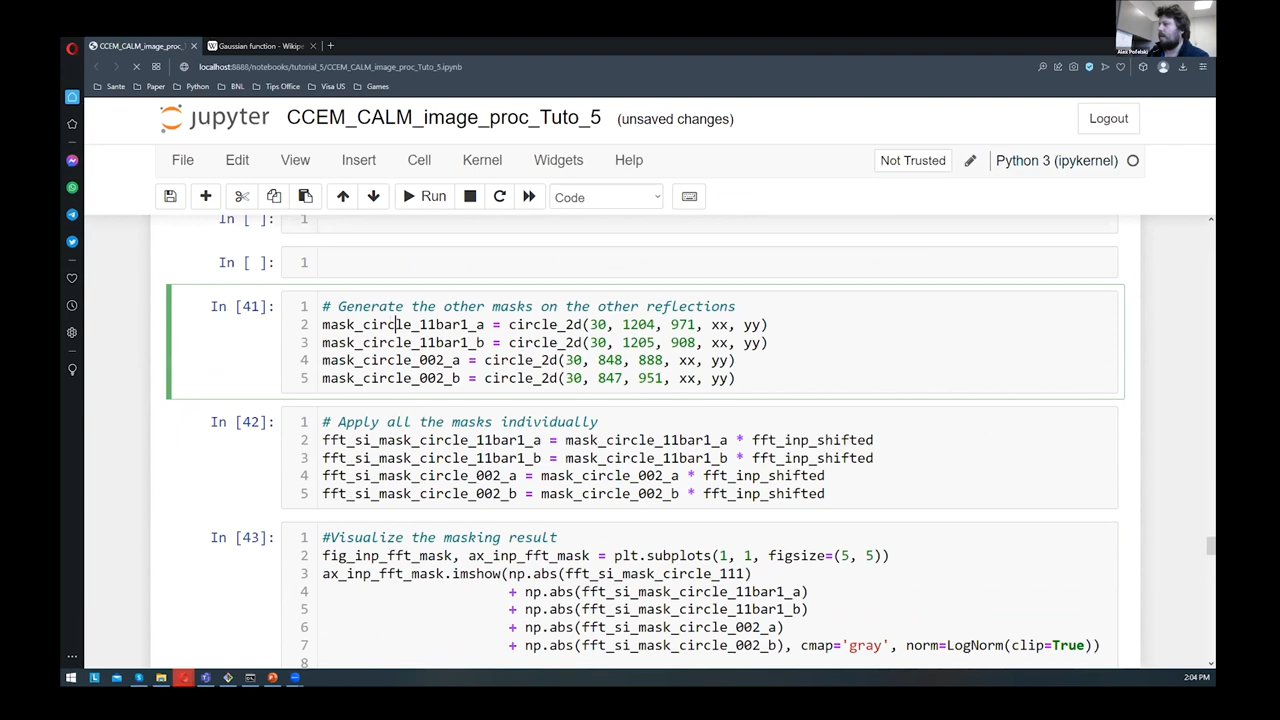 CCEM_CALM_image_proc_
Gaussian function - Wikipe
Alex Pofelski
localhost:8888/notebooks/tutorial_5/CCEM_CALM_image_proc_Tuto_5.ipynb
Sante Paper Python BNL Tips Office Visa US Games
jupyter CCEM_CALM_image_proc_Tuto_5 (unsaved changes) Logout
File Edit View Insert Cell Kernel Widgets Help Not Trusted Python 3 (ipykernel)
Run Code
In [ ]: 1
In [ ]: 1
In [41]: 1 # Generate the other masks on the other reflections
2 mask_circle_11bar1_a = circle_2d(30, 1204, 971, xx, yy)
3 mask_circle_11bar1_b = circle_2d(30, 1205, 908, xx, yy)
4 mask_circle_002_a = circle_2d(30, 848, 888, xx, yy)
5 mask_circle_002_b = circle_2d(30, 847, 951, xx, yy)
In [42]: 1 # Apply all the masks individually
2 fft_si_mask_circle_11bar1_a = mask_circle_11bar1_a * fft_inp_shifted
3 fft_si_mask_circle_11bar1_b = mask_circle_11bar1_b * fft_inp_shifted
4 fft_si_mask_circle_002_a = mask_circle_002_a * fft_inp_shifted
5 fft_si_mask_circle_002_b = mask_circle_002_b * fft_inp_shifted
In [43]: 1 #Visualize the masking result
2 fig_inp_fft_mask, ax_inp_fft_mask = plt.subplots(1, 1, figsize=(5, 5))
3 ax_inp_fft_mask.imshow(np.abs(fft_si_mask_circle_111)
4 + np.abs(fft_si_mask_circle_11bar1_a)
5 + np.abs(fft_si_mask_circle_11bar1_b)
6 + np.abs(fft_si_mask_circle_002_a)
7 + np.abs(fft_si_mask_circle_002_b), cmap='gray', norm=LogNorm(clip=True))
8
2:04 PM